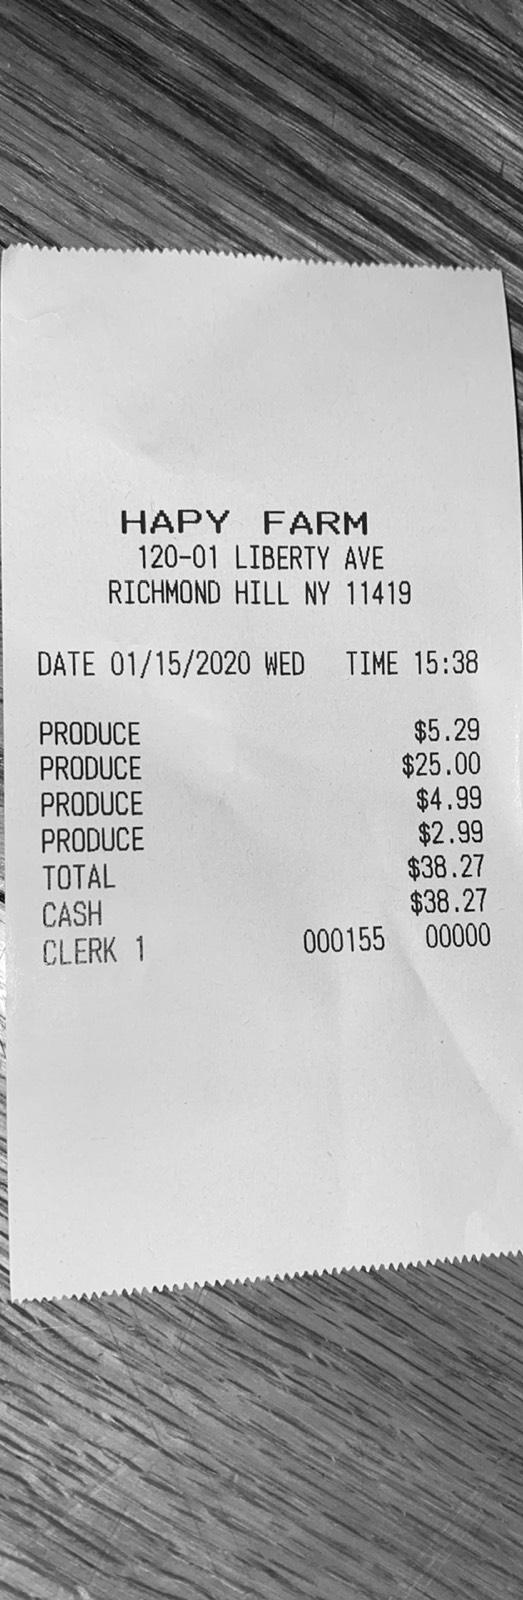 HAPY FARM
120-01 LIBERTY AVE
RICHMOND HILL NY 11419
DATE 01/15/2020 WED TIME 15:38
PRODUCE $5.29
PRODUCE $25.00
PRODUCE $4.99
PRODUCE $2.99
TOTAL $38.27
CASH $38.27
CLERK 1 000155 00000